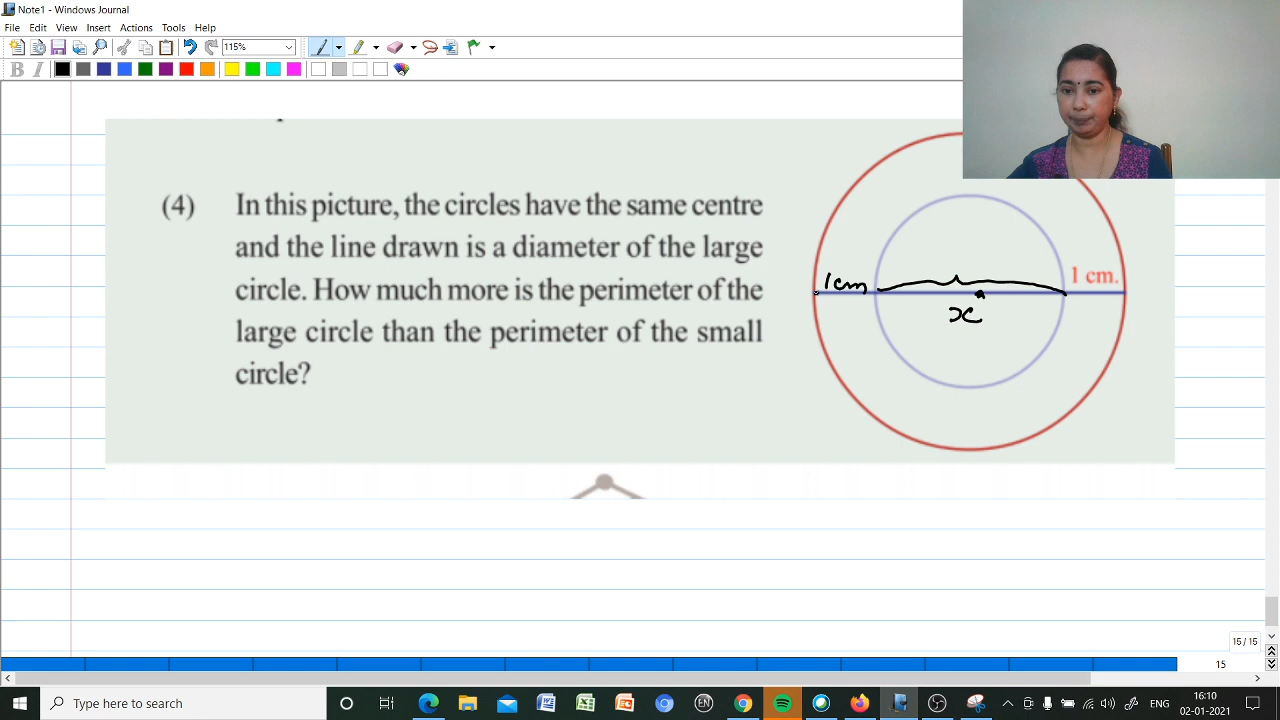 Note1 - Windows Journal
File Edit View Insert Actions Tools Help
115%
B I
(4) In this picture, the circles have the same centre
and the line drawn is a diameter of the large
circle. How much more is the perimeter of the
large circle than the perimeter of the small
circle?
1cm
1 cm.
x
15 / 15
15
Type here to search
EN
ENG
16:10
02-01-2021